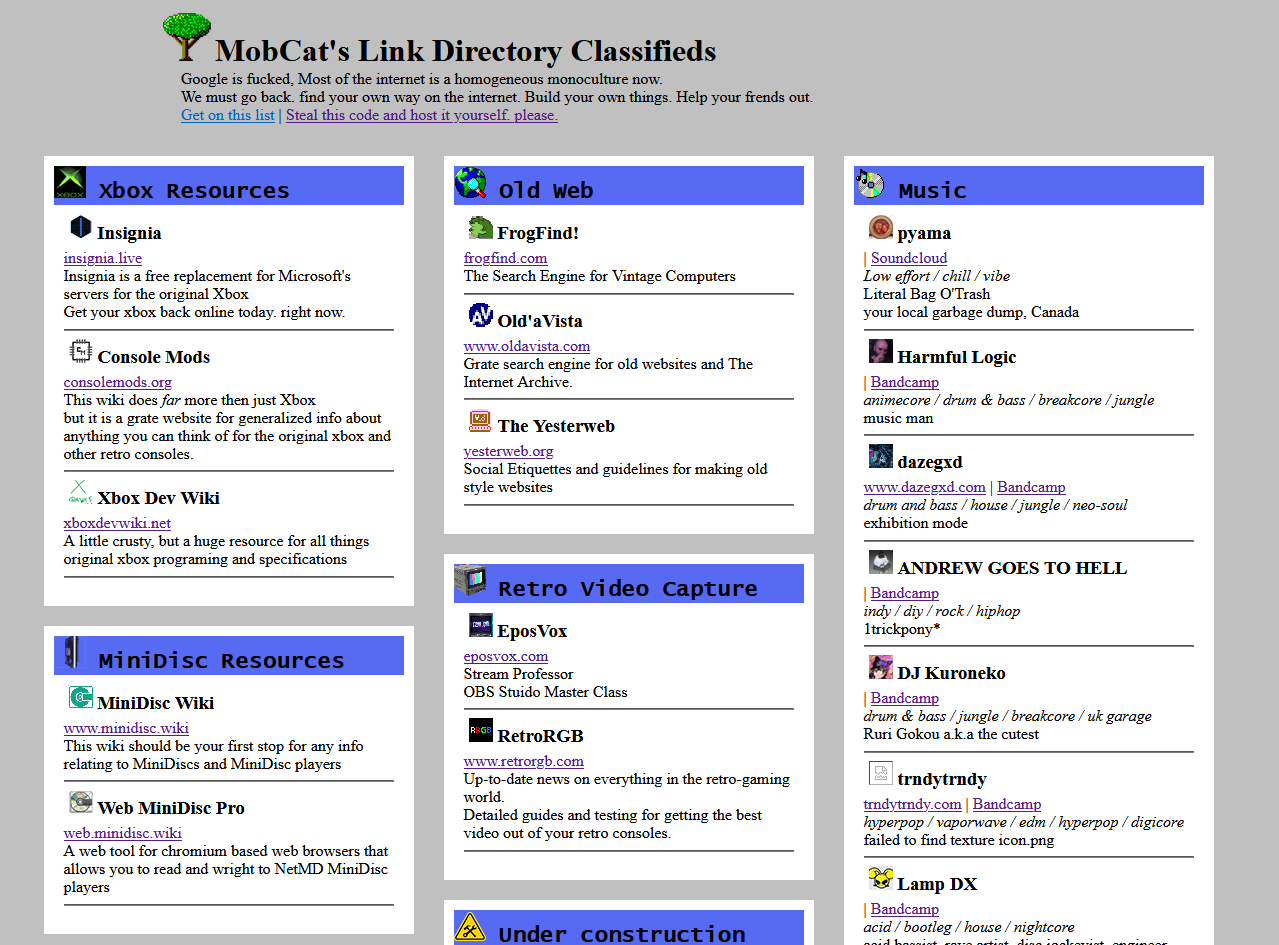 MobCat's Link Directory Classifieds
Google is fucked, Most of the internet is a homogeneous monoculture now.
We must go back. find your own way on the internet. Build your own things. Help your frends out.
Get on this list | Steal this code and host it yourself. please.
XBOX
Xbox Resources
Insignia
insignia.live
Insignia is a free replacement for Microsoft's
servers for the original Xbox
Get your xbox back online today. right now.
Console Mods
consolemods.org
This wiki does far more then just Xbox
but it is a grate website for generalized info about
anything you can think of for the original xbox and
other retro consoles.
Xbox Dev Wiki
xboxdevwiki.net
A little crusty, but a huge resource for all things
original xbox programing and specifications
MiniDisc Resources
MiniDisc Wiki
www.minidisc.wiki
This wiki should be your first stop for any info
relating to MiniDiscs and MiniDisc players
Web MiniDisc Pro
web.minidisc.wiki
A web tool for chromium based web browsers that
allows you to read and wright to NetMD MiniDisc
players
Old Web
FrogFind!
frogfind.com
The Search Engine for Vintage Computers
AV
Old'aVista
www.oldavista.com
Grate search engine for old websites and The
Internet Archive.
The Yesterweb
yesterweb.org
Social Etiquettes and guidelines for making old
style websites
Retro Video Capture
EposVox
eposvox.com
Stream Professor
OBS Stuido Master Class
RRGB
RetroRGB
www.retrorgb.com
Up-to-date news on everything in the retro-gaming
world.
Detailed guides and testing for getting the best
video out of your retro consoles.
Under construction
Music
pyama
| Soundcloud
Low effort / chill / vibe
Literal Bag O'Trash
your local garbage dump, Canada
Harmful Logic
| Bandcamp
animecore / drum & bass / breakcore / jungle
music man
dazegxd
www.dazegxd.com | Bandcamp
drum and bass / house / jungle / neo-soul
exhibition mode
ANDREW GOES TO HELL
| Bandcamp
indy / diy / rock / hiphop
1trickpony*
DJ Kuroneko
| Bandcamp
drum & bass / jungle / breakcore / uk garage
Ruri Gokou a.k.a the cutest
trndytrndy
trndytrndy.com | Bandcamp
hyperpop / vaporwave / edm / hyperpop / digicore
failed to find texture icon.png
Lamp DX
| Bandcamp
acid / bootleg / house / nightcore
acid bassist, rave artist, disc jockeyist, engineer